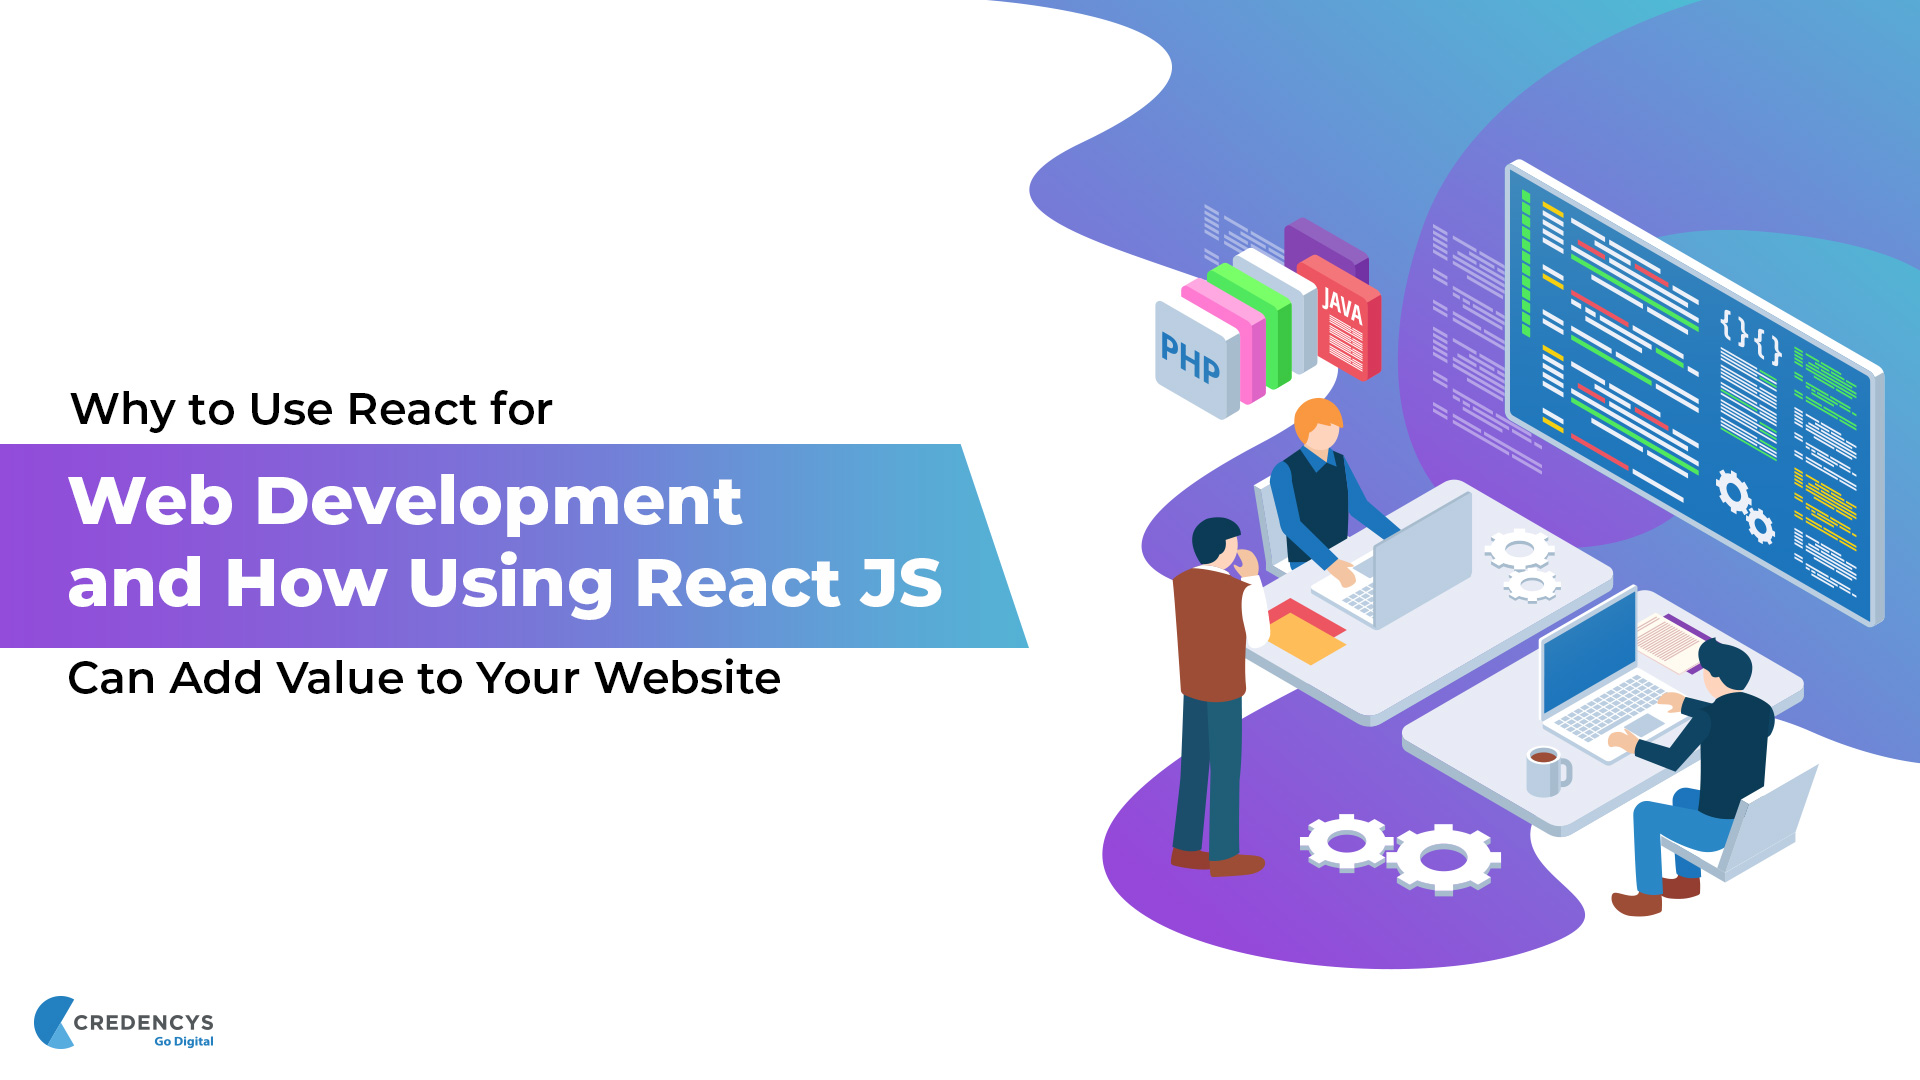 Why to Use React for
Web Development
and How Using React JS
Can Add Value to Your Website
PHP
JAVA
{}{}
CREDENCYS
Go Digital